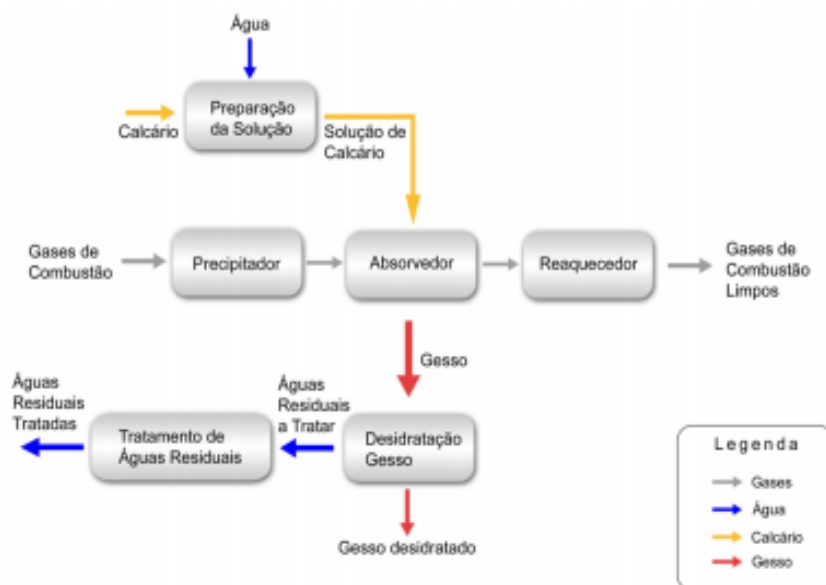 Água
Calcário
Preparação
da Solução
Solução de
Calcário
Gases de
Combustão
Precipitador
Absorvedor
Reaquecedor
Gases de
Combustão
Limpos
Gesso
Águas
Residuais
Tratadas
Tratamento de
Águas Residuais
Águas
Residuais
a Tratar
Desidratação
Gesso
Gesso desidratado
Legenda
Gases
Água
Calcário
Gesso